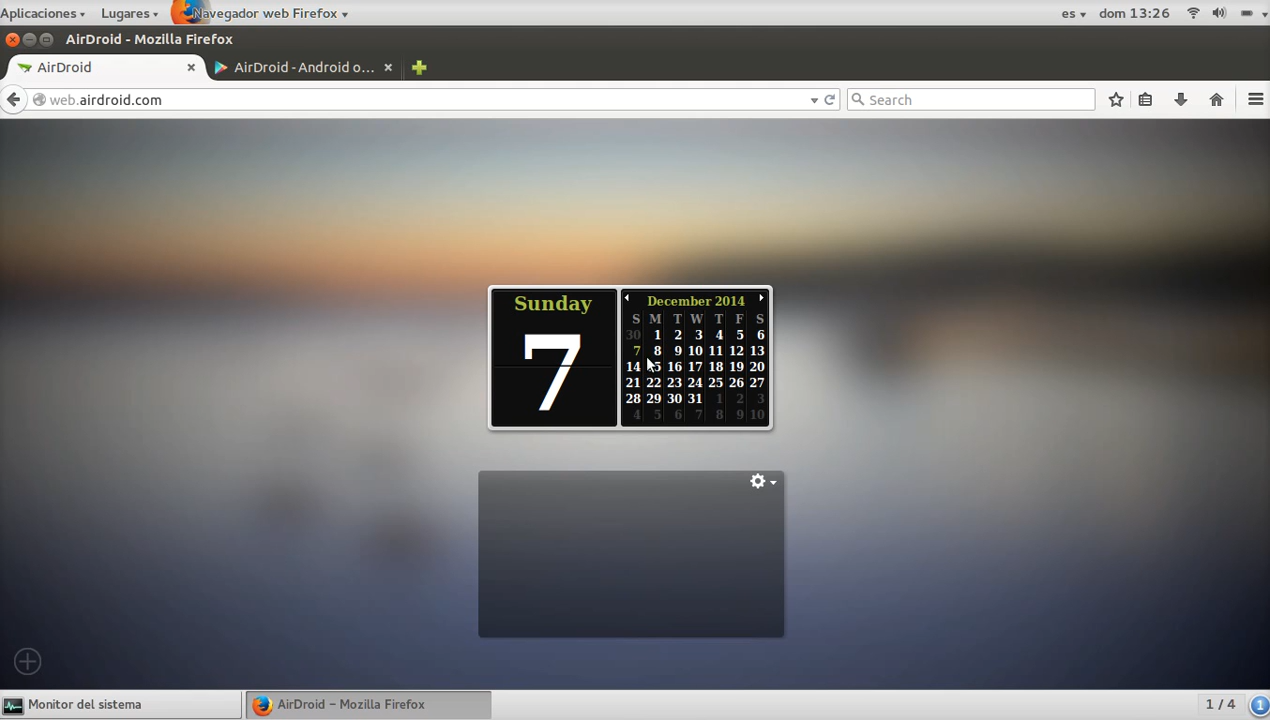 Aplicaciones Lugares Navegador web Firefox es dom 13:26
AirDroid - Mozilla Firefox
AirDroid AirDroid - Android o...
web.airdroid.com Search
Sunday
7
December 2014
S M T W T F S
30 1 2 3 4 5 6
7 8 9 10 11 12 13
14 15 16 17 18 19 20
21 22 23 24 25 26 27
28 29 30 31 1 2 3
4 5 6 7 8 9 10
Monitor del sistema AirDroid - Mozilla Firefox 1 / 4 1